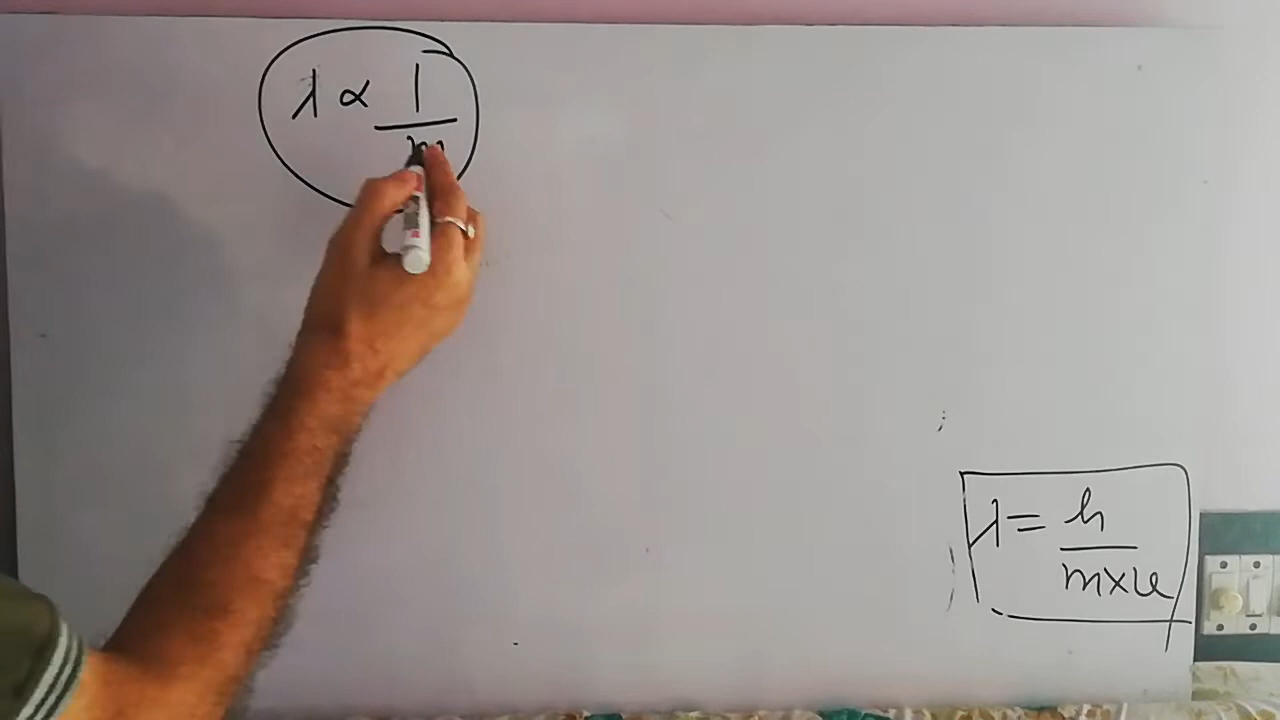 λ ∝ 1/m
λ = h/m×u